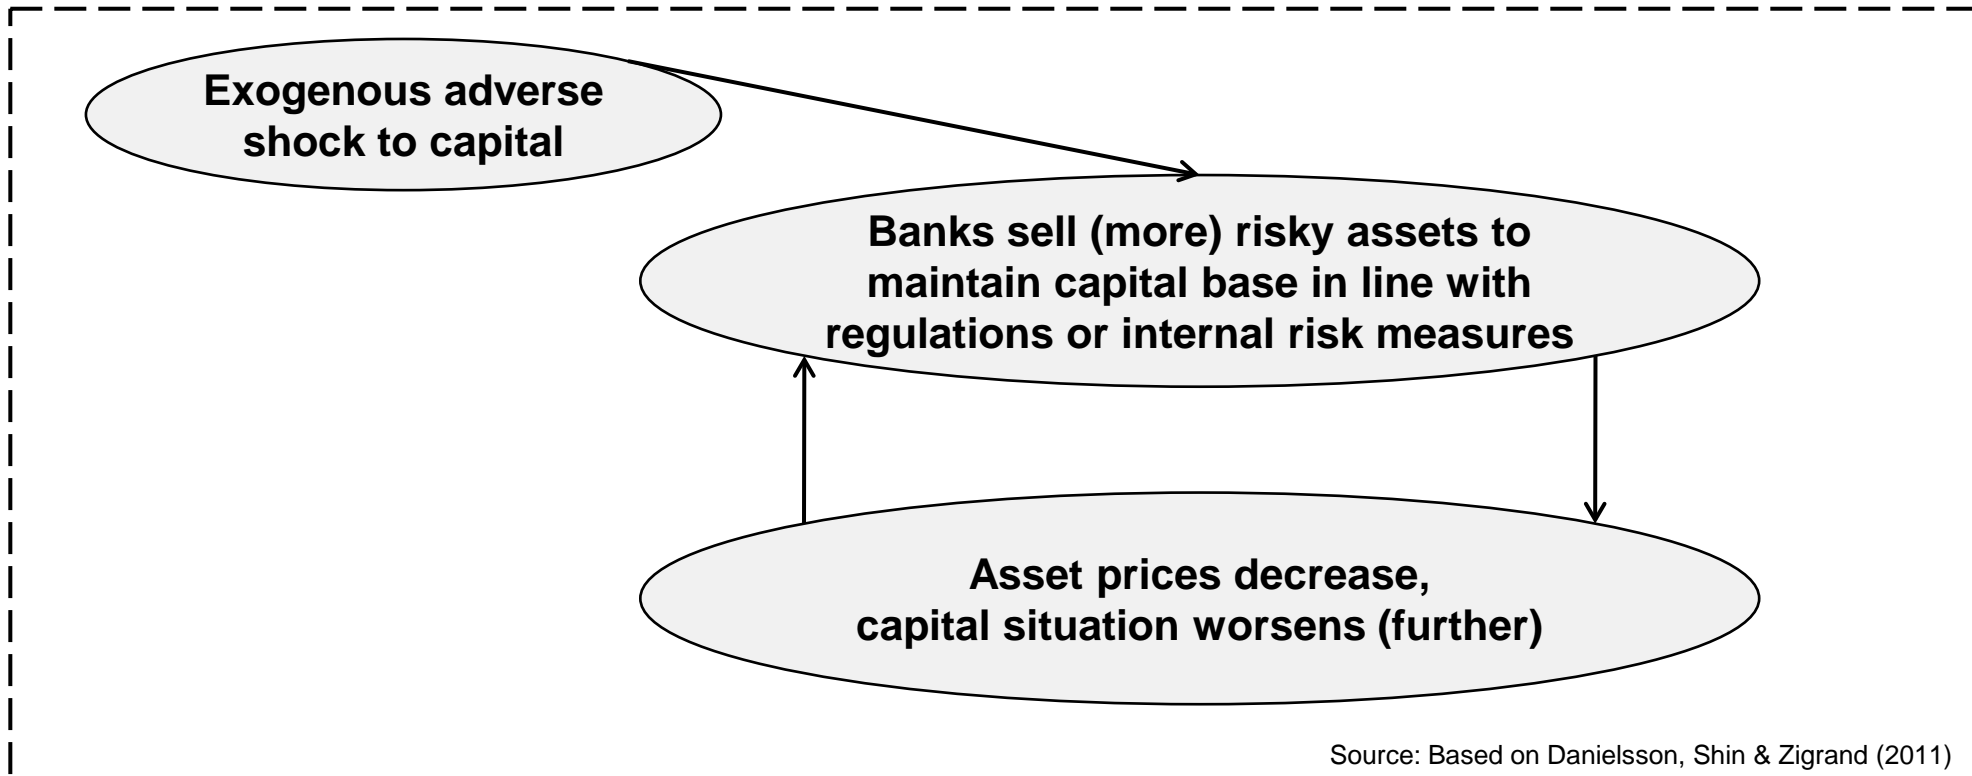 Exogenous adverse
shock to capital
Banks sell (more) risky assets to
maintain capital base in line with
regulations or internal risk measures
Asset prices decrease,
capital situation worsens (further)
Source: Based on Danielsson, Shin & Zigrand (2011)